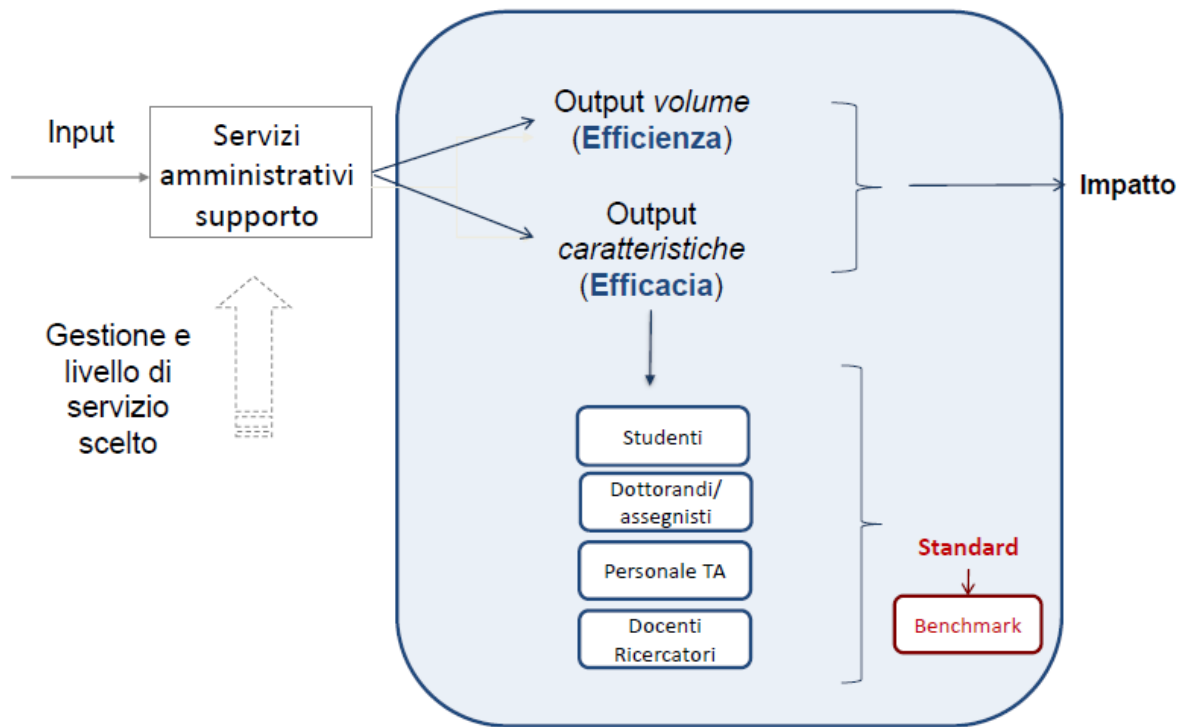 Input
Servizi
amministrativi
supporto
Gestione e
livello di
servizio
scelto
Output volume
(Efficienza)
Output
caratteristiche
(Efficacia)
Impatto
Studenti
Dottorandi/
assegnisti
Personale TA
Docenti
Ricercatori
Standard
Benchmark